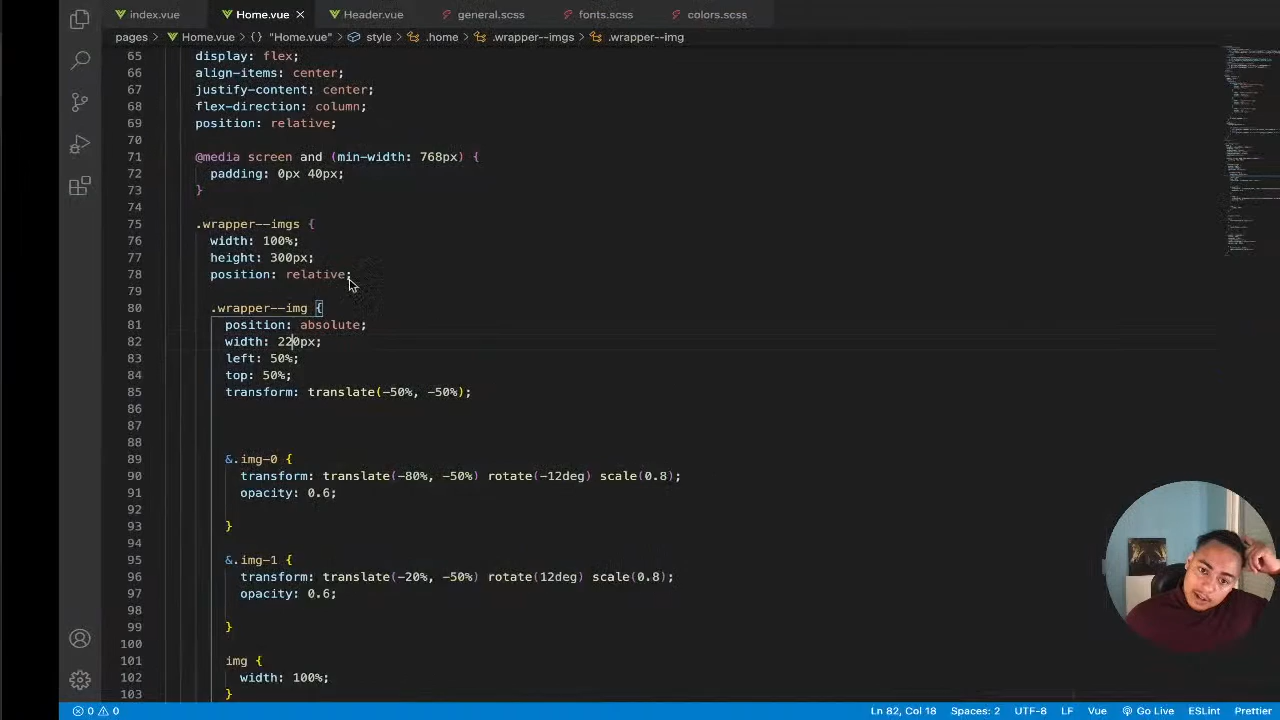 index.vue
Home.vue
Header.vue
general.scss
fonts.scss
colors.scss
pages > Home.vue > {} "Home.vue" > style > .home > .wrapper--imgs > .wrapper--img
65 display: flex;
66 align-items: center;
67 justify-content: center;
68 flex-direction: column;
69 position: relative;
70
71 @media screen and (min-width: 768px) {
72 padding: 0px 40px;
73 }
74
75 .wrapper--imgs {
76 width: 100%;
77 height: 300px;
78 position: relative;
79
80 .wrapper--img {
81 position: absolute;
82 width: 220px;
83 left: 50%;
84 top: 50%;
85 transform: translate(-50%, -50%);
86
87
88
89 &.img-0 {
90 transform: translate(-80%, -50%) rotate(-12deg) scale(0.8);
91 opacity: 0.6;
92
93 }
94
95 &.img-1 {
96 transform: translate(-20%, -50%) rotate(12deg) scale(0.8);
97 opacity: 0.6;
98
99 }
100
101 img {
102 width: 100%;
103 }
0 0 Ln 82, Col 18 Spaces: 2 UTF-8 LF Vue Go Live ESLint Prettier